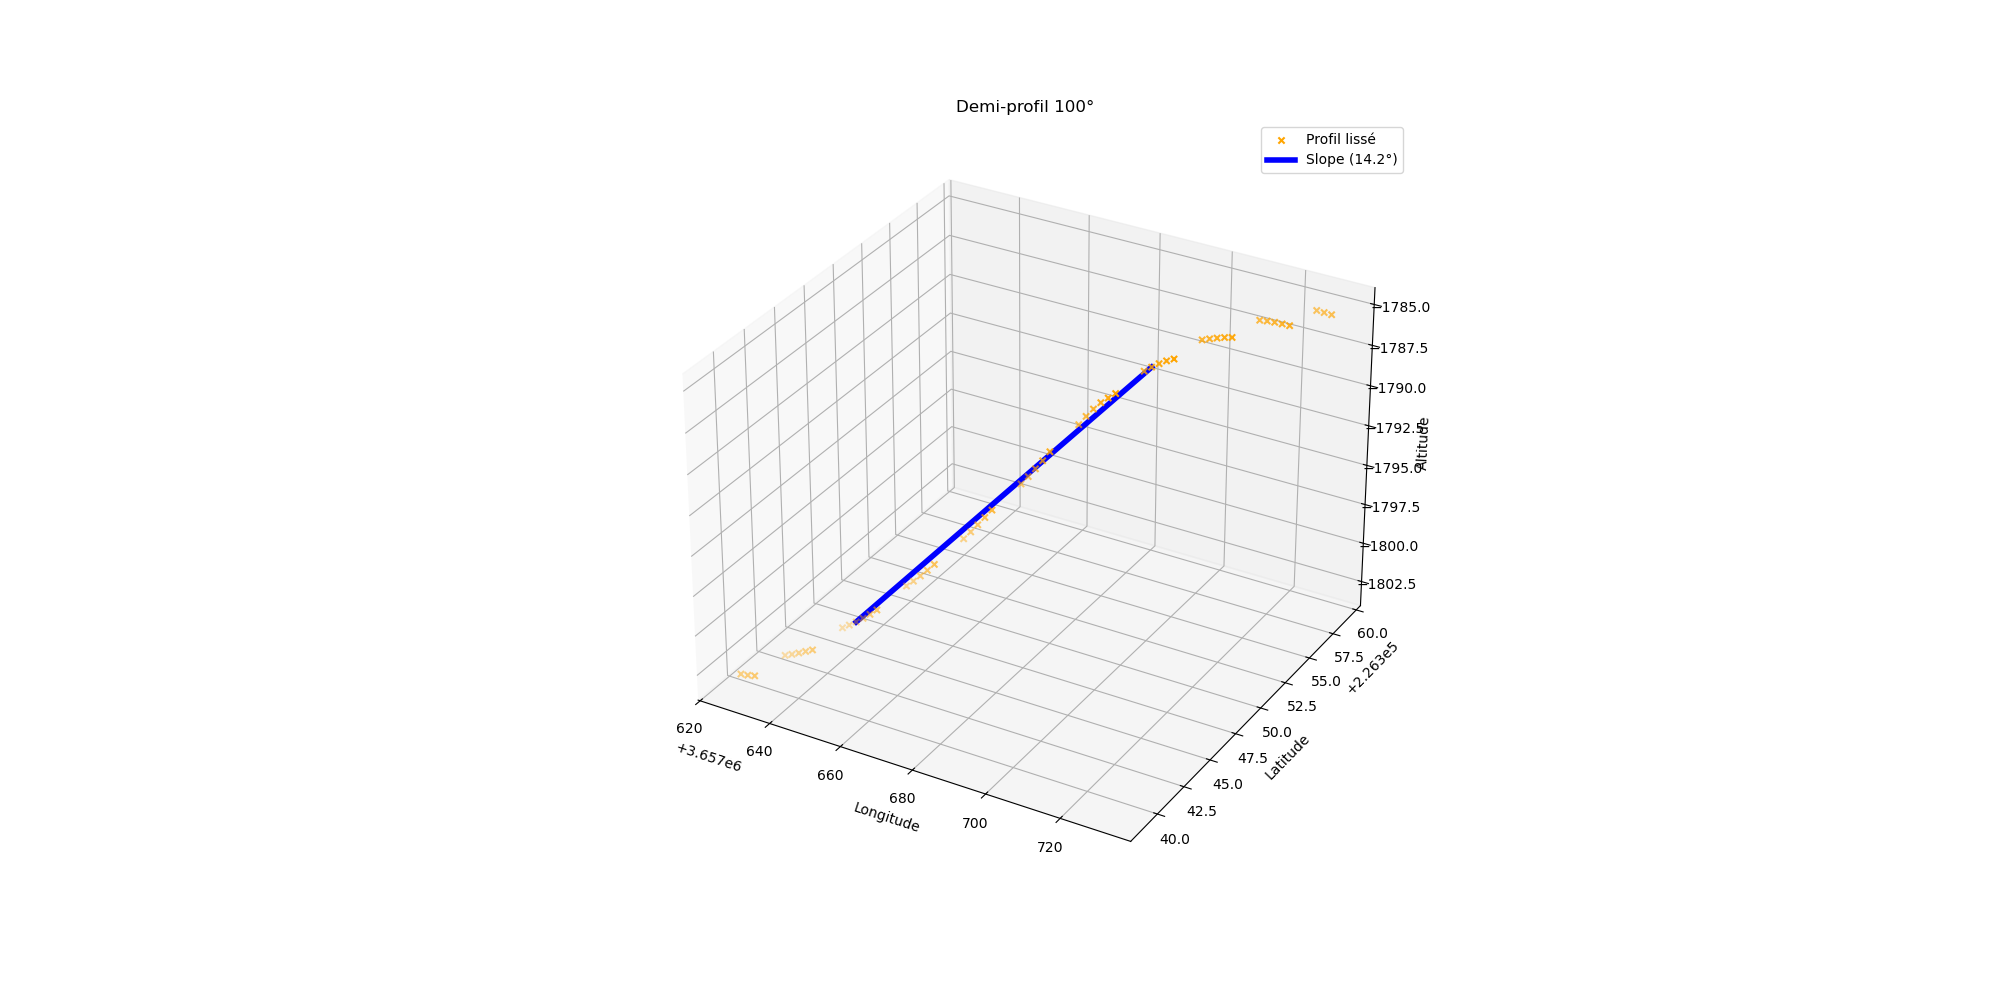 Demi-profil 100°
Profil lissé
Slope (14.2°)
−1785.0
−1787.5
−1790.0
−1792.5
−1795.0
−1797.5
−1800.0
−1802.5
Altitude
60.0
57.5
55.0
52.5
50.0
47.5
45.0
42.5
40.0
+2.263e5
Latitude
620
640
660
680
700
720
+3.657e6
Longitude